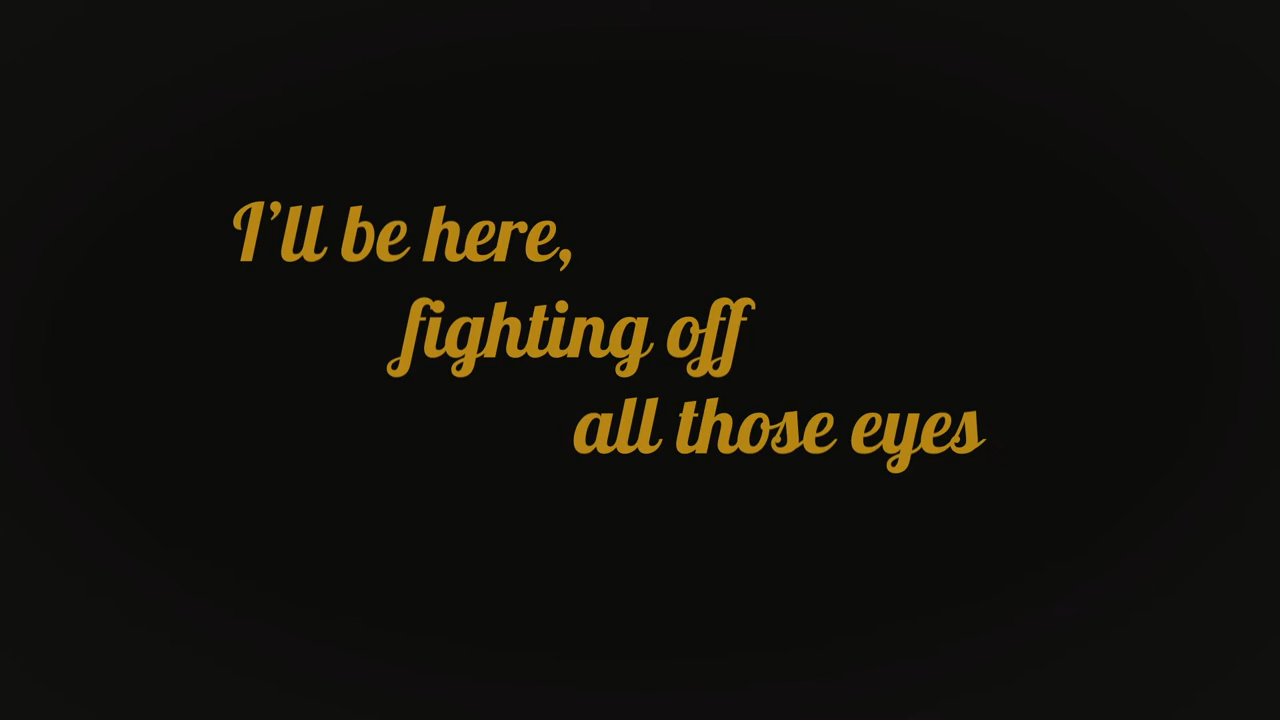 I’ll be here,
fighting off
all those eyes